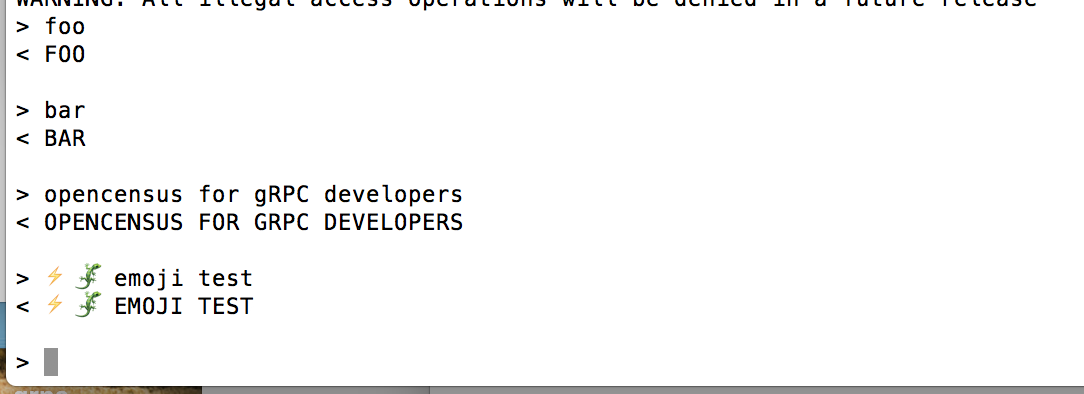 WARNING: All illegal access operations will be denied in a future release
> foo
< FOO
> bar
< BAR
> opencensus for gRPC developers
< OPENCENSUS FOR GRPC DEVELOPERS
> ⚡ 🦎 emoji test
< ⚡ 🦎 EMOJI TEST
>